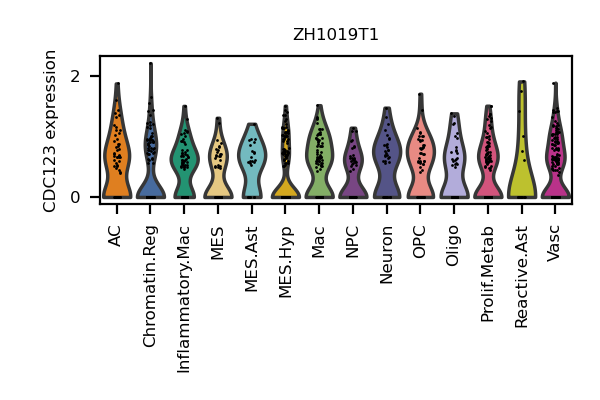 ZH1019T1
CDC123 expression
2
0
AC
Chromatin.Reg
Inflammatory.Mac
MES
MES.Ast
MES.Hyp
Mac
NPC
Neuron
OPC
Oligo
Prolif.Metab
Reactive.Ast
Vasc